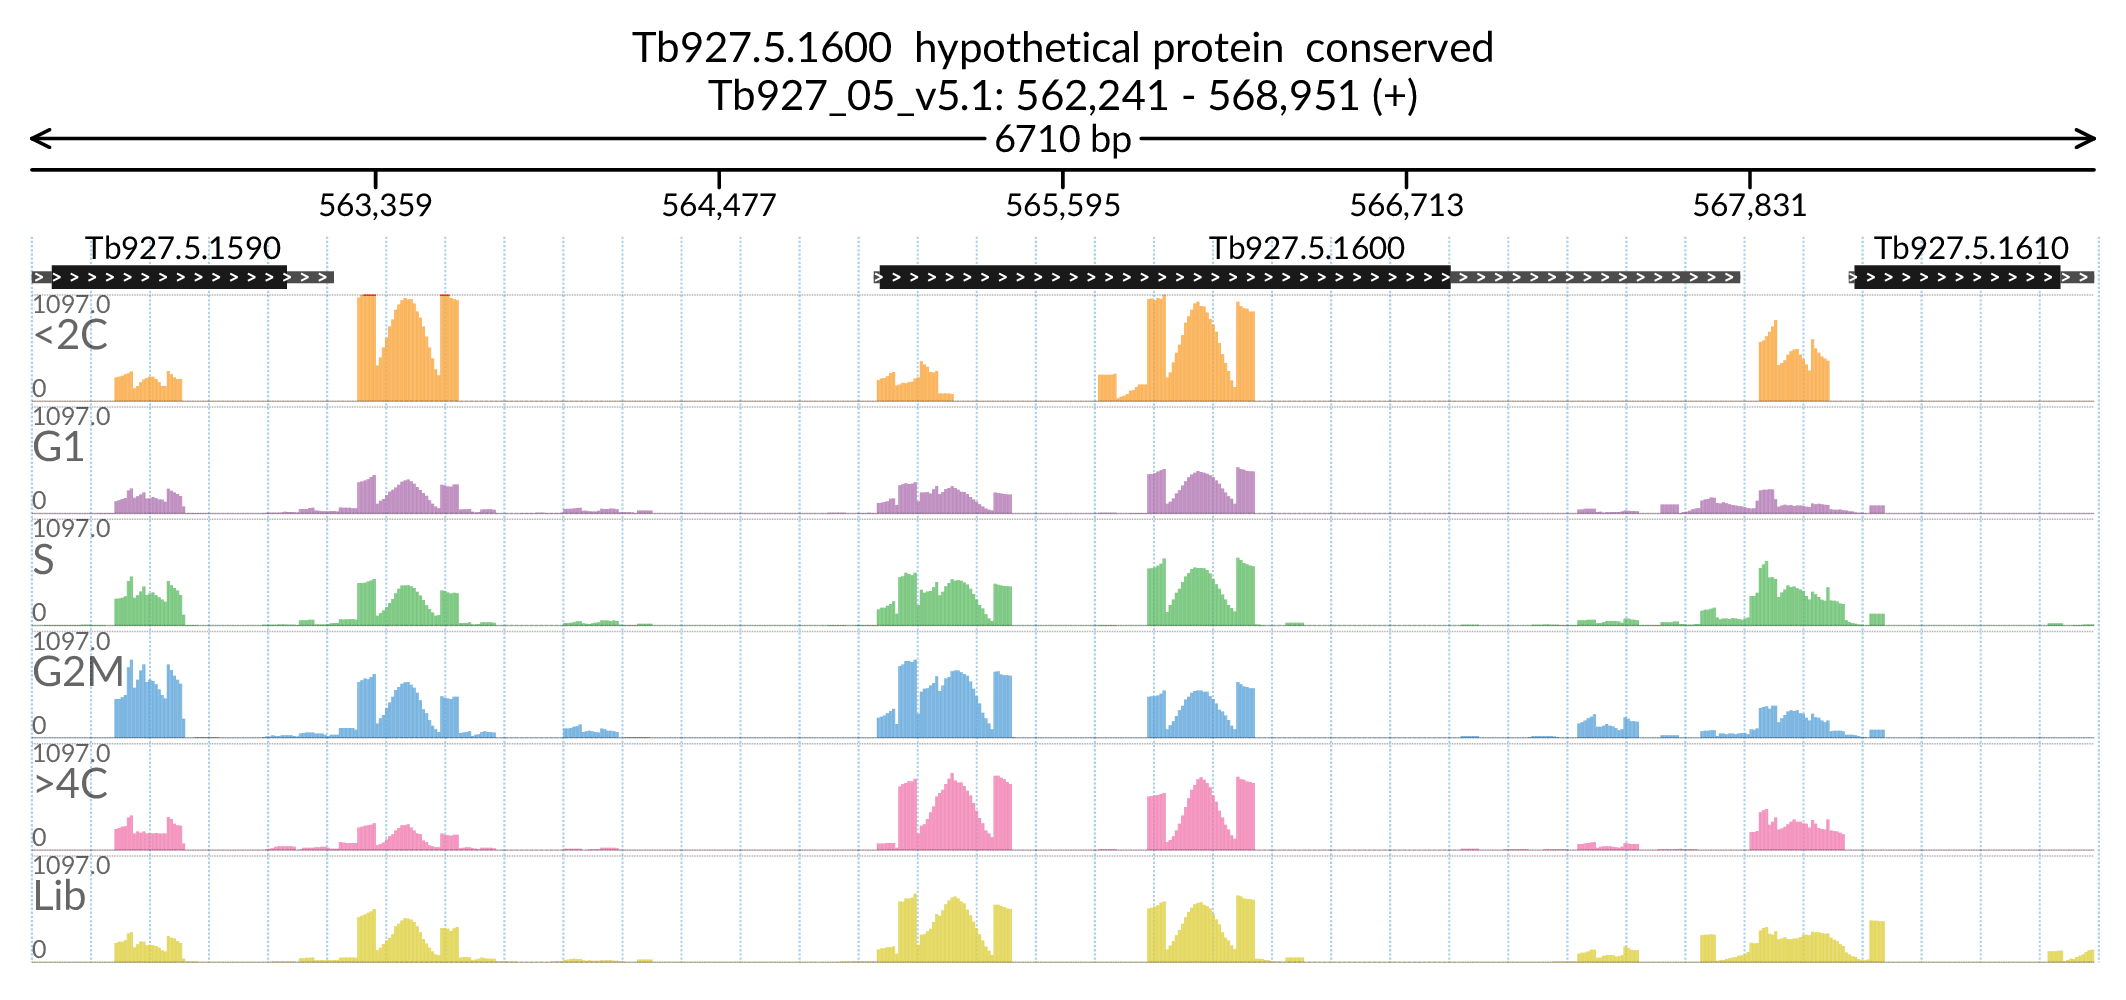 Tb927.5.1600 hypothetical protein conserved
Tb927_05_v5.1: 562,241 - 568,951 (+)
6710 bp
563,359 564,477 565,595 566,713 567,831
Tb927.5.1590 Tb927.5.1600 Tb927.5.1610
1097.0
<2C
0
1097.0
G1
0
1097.0
S
0
1097.0
G2M
0
1097.0
>4C
0
1097.0
Lib
0